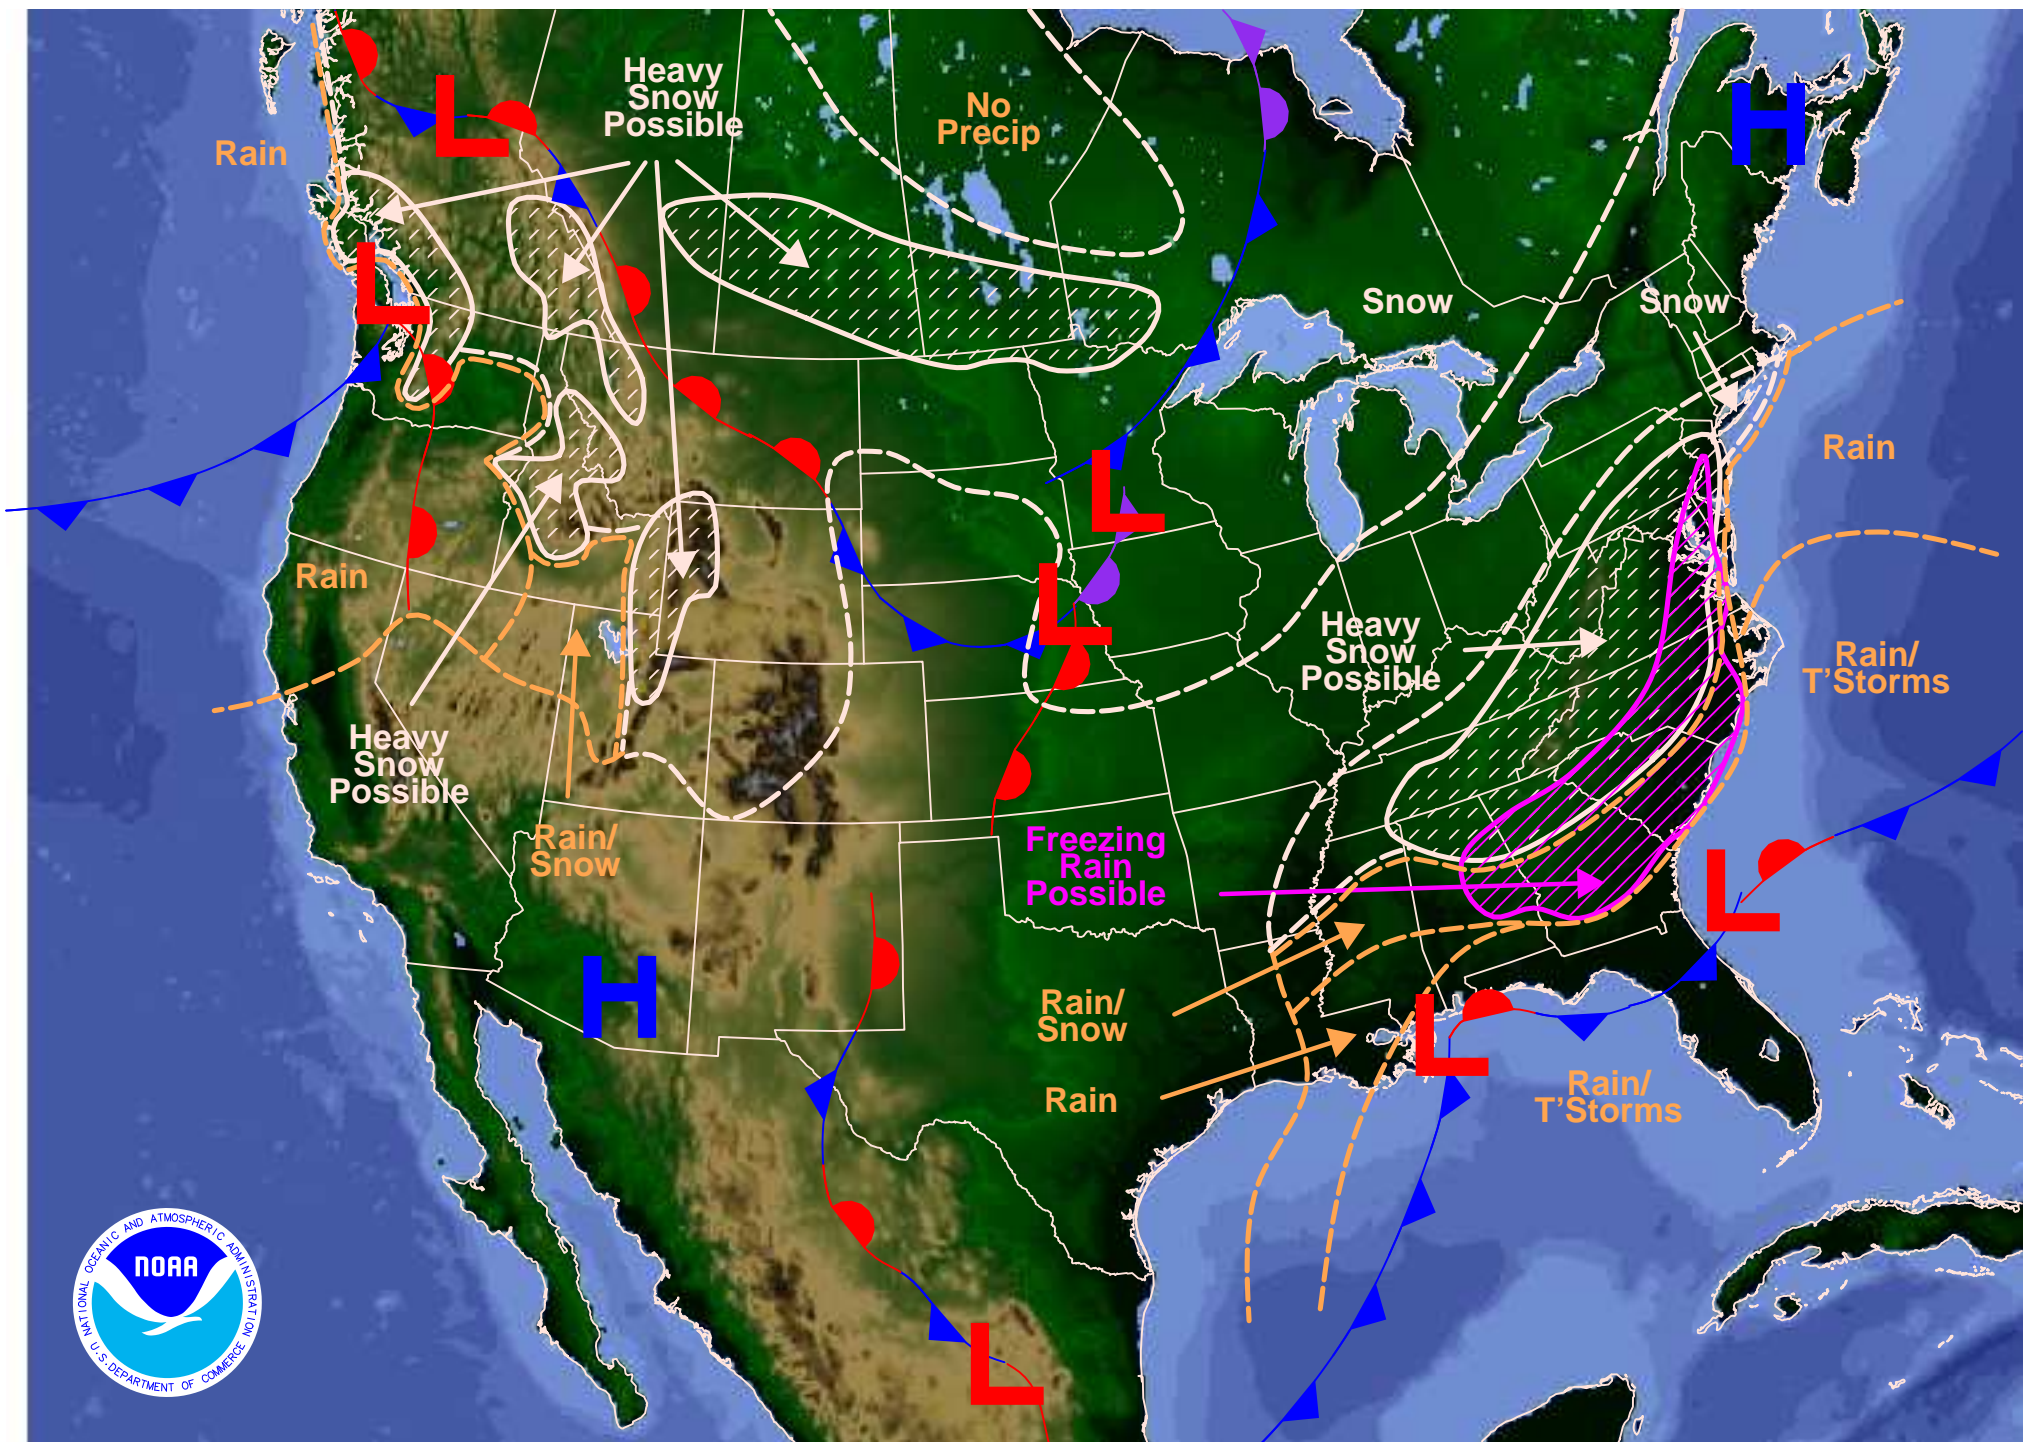 Heavy
Snow
Possible
No
Precip
H
L
Rain
L
Snow
Snow
Rain
L
Rain
L
Heavy
Snow
Possible
Rain/
T'Storms
Heavy
Snow
Possible
Rain/
Snow
Freezing
Rain
Possible
L
H
Rain/
Snow
L
Rain
Rain/
T'Storms
L
NATIONAL OCEANIC AND ATMOSPHERIC ADMINISTRATION
NOAA
U.S. DEPARTMENT OF COMMERCE